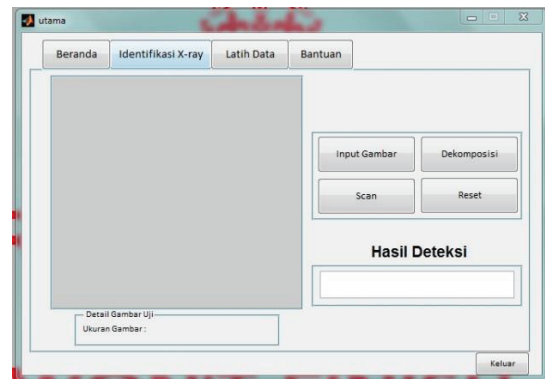 utama
Beranda Identifikasi X-ray Latih Data Bantuan
Input Gambar Dekomposisi
Scan Reset
Hasil Deteksi
Detail Gambar Uji
Ukuran Gambar :
Keluar